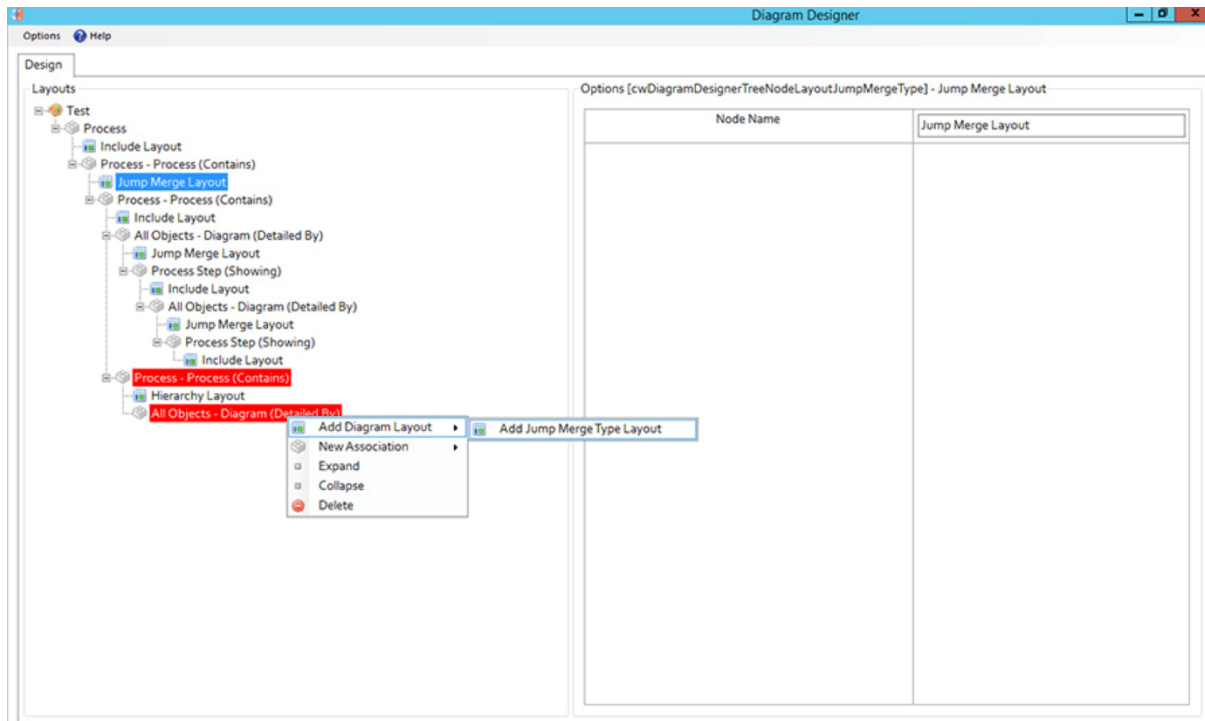 Diagram Designer
Options Help
Design
Layouts
Test
Process
Include Layout
Process - Process (Contains)
Jump Merge Layout
Process - Process (Contains)
Include Layout
All Objects - Diagram (Detailed By)
Jump Merge Layout
Process Step (Showing)
Include Layout
All Objects - Diagram (Detailed By)
Jump Merge Layout
Process Step (Showing)
Include Layout
Process - Process (Contains)
Hierarchy Layout
All Objects - Diagram (Detailed By)
Add Diagram Layout
New Association
Expand
Collapse
Delete
Add Jump Merge Type Layout
Options [cwDiagramDesignerTreeNodeLayoutJumpMergeType] - Jump Merge Layout
Node Name
Jump Merge Layout